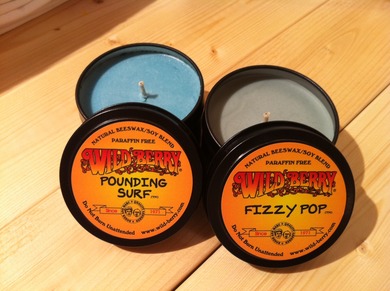 NATURAL BEESWAX/SOY BLEND
PARAFFIN FREE
WILD BERRY
POUNDING
SURF
Do Not Burn Unattended www.wild-berry.com
NATURAL BEESWAX/SOY BLEND
PARAFFIN FREE
WILD BERRY
FIZZY POP
Do Not Burn Unattended www.wild-berry.com